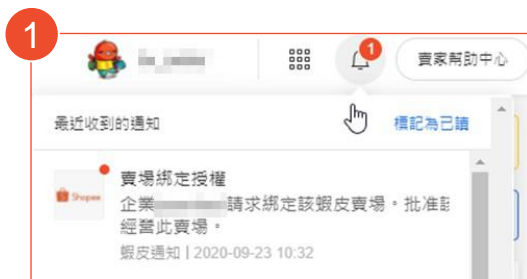 1
1
賣家幫助中心
最近收到的通知
標記為已讀
賣場綁定授權
Shopee
企業 請求綁定該蝦皮賣場。批准
經營此賣場。
蝦皮通知 | 2020-09-23 10:32